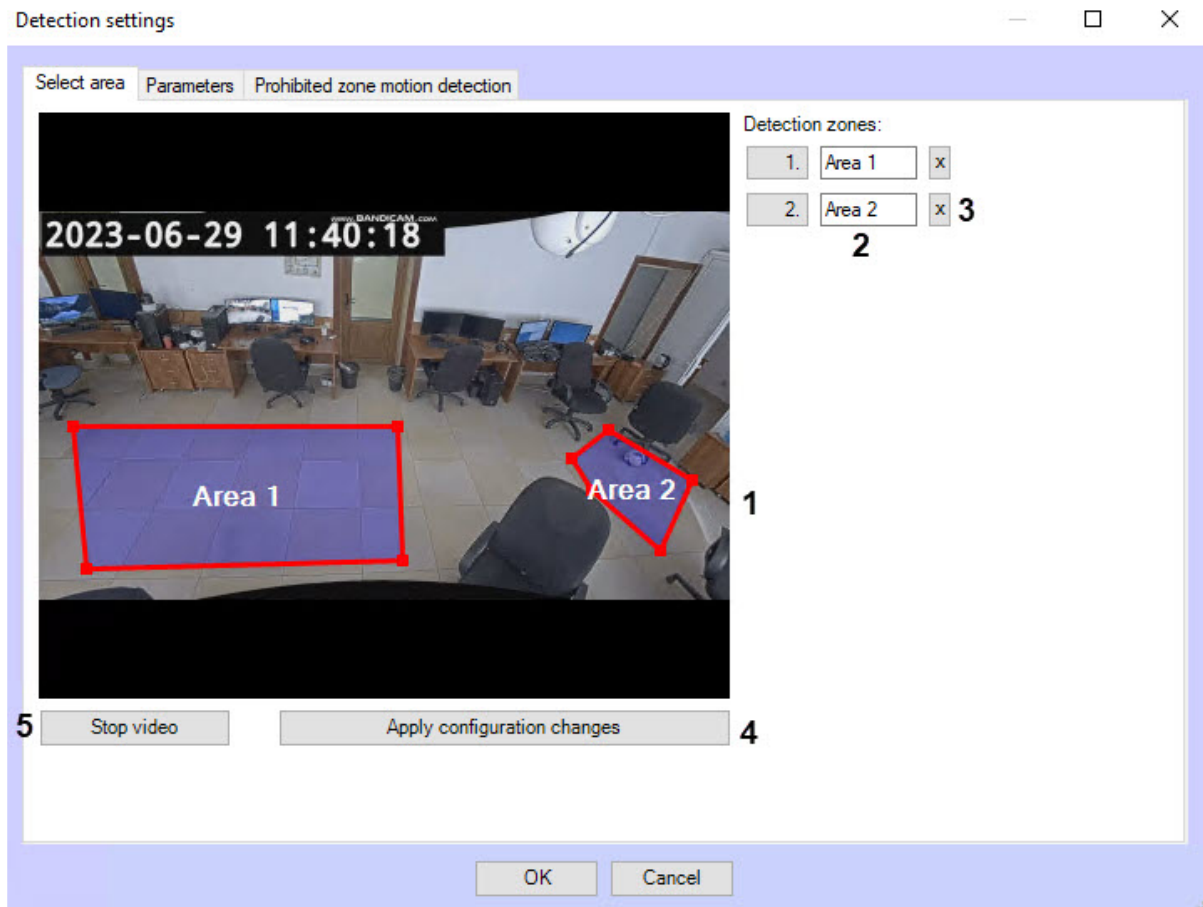 Detection settings
Select area Parameters Prohibited zone motion detection
Detection zones:
1. Area 1 x
2. Area 2 x 3
2
www.BANDICAM.com
2023-06-29 11:40:18
Area 1
Area 2
1
5 Stop video Apply configuration changes 4
OK Cancel